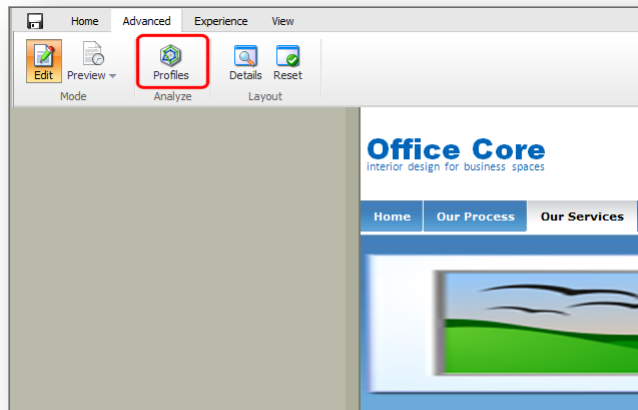 Home Advanced Experience View
Edit Preview Profiles Details Reset
Mode Analyze Layout
Office Core
interior design for business spaces
Home Our Process Our Services